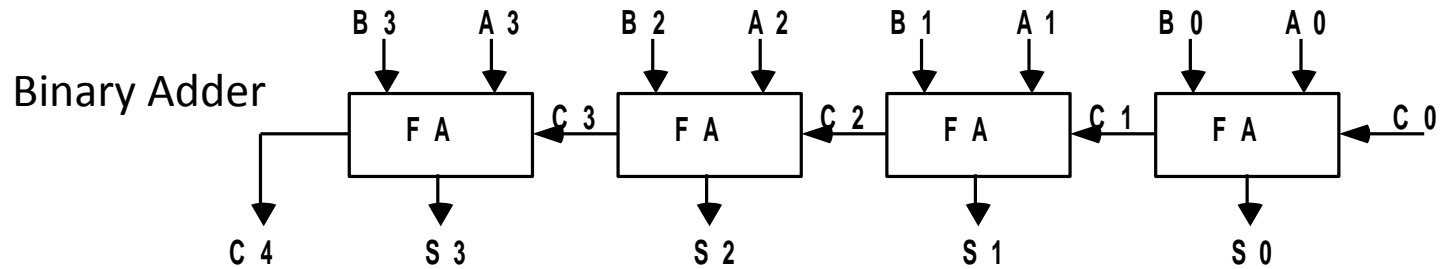 B 3 A 3 B 2 A 2 B 1 A 1 B 0 A 0
Binary Adder
F A C 3 F A C 2 F A C 1 F A C 0
C 4 S 3 S 2 S 1 S 0